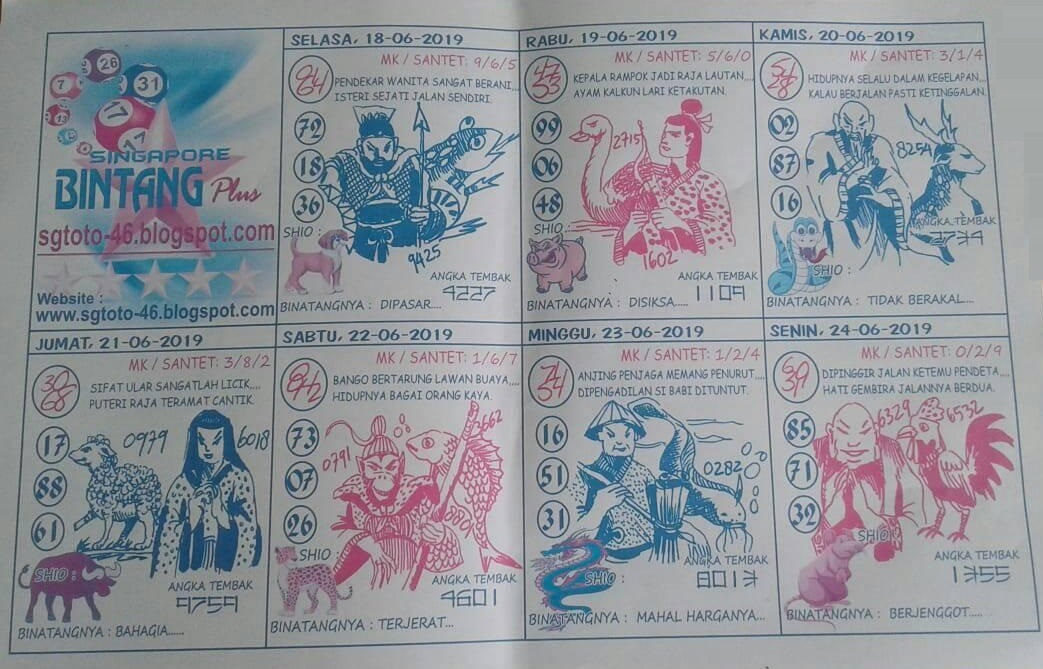 7
26
31
13
17
17
SINGAPORE
BINTANG Plus
sgtoto-46.blogspot.com
Website :
www.sgtoto-46.blogspot.com
SELASA, 18-06-2019
MK / SANTET: 9/6/5
PENDEKAR WANITA SANGAT BERANI,,,
ISTERI SEJATI JALAN SENDIRI.
72
18
36
SHIO :
9425
ANGKA TEMBAK
4227
BINATANGNYA : DIPASAR....
RABU, 19-06-2019
MK / SANTET: 5/6/0
KEPALA RAMPOK JADI RAJA LAUTAN,,,,
AYAM KALKUN LARI KETAKUTAN.
99
2715
06
48
SHIO :
1602
ANGKA TEMBAK
1109
BINATANGNYA : DISIKSA.....
KAMIS, 20-06-2019
MK / SANTET: 3/1/4
HIDUPNYA SELALU DALAM KEGELAPAN,,,,
KALAU BERJALAN PASTI KETINGGALAN.
02
8254
87
16
ANGKA TEMBAK
7734
SHIO :
BINATANGNYA : TIDAK BERAKAL....
JUMAT, 21-06-2019
MK / SANTET: 3/8/2
SIFAT ULAR SANGATLAH LICIK,,,,
PUTERI RAJA TERAMAT CANTIK.
17
0979
6018
88
61
SHIO :
ANGKA TEMBAK
9759
BINATANGNYA : BAHAGIA......
SABTU, 22-06-2019
MK / SANTET: 1/6/7
BANGO BERTARUNG LAWAN BUAYA,,,,
HIDUPNYA BAGAI ORANG KAYA.
3662
73
0791
07
26
SHIO :
ANGKA TEMBAK
4601
BINATANGNYA : TERJERAT...
MINGGU, 23-06-2019
MK / SANTET: 1/2/4
ANJING PENJAGA MEMANG PENURUT,,,,
DIPENGADILAN SI BABI DITUNTUT.
16
0282
51
31
SHIO :
ANGKA TEMBAK
8013
BINATANGNYA : MAHAL HARGANYA...
SENIN, 24-06-2019
MK / SANTET: 0/2/9
DIPINGGIR JALAN KETEMU PENDETA,,,,
HATI GEMBIRA JALANNYA BERDUA.
85
6329
6532
71
32
SHIO :
ANGKA TEMBAK
1355
BINATANGNYA : BERJENGGOT.....